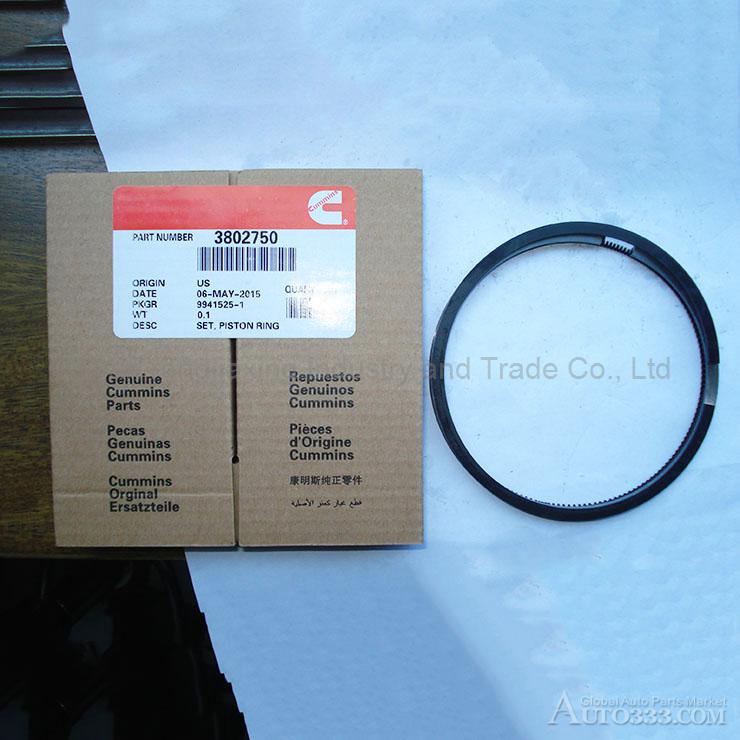 Cummins
PART NUMBER 3802750
ORIGIN US
DATE 06-MAY-2015
PKGR 9941525-1
WT 0.1
DESC SET, PISTON RING
Genuine
Cummins
Parts
Pecas
Genuinas
Cummins
Cummins
Orginal
Ersatzteile
Repuestos
Genuinos
Cummins
Pièces
d'Origine
Cummins
康明斯纯正零件
قطع غيار كمنز الأصلية
Industry and Trade Co., Ltd
Global Auto Parts Market
AUTO333.COM